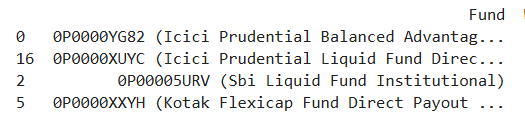 Fund
0 0P0000YG82 (Icici Prudential Balanced Advantag...
16 0P0000XUYC (Icici Prudential Liquid Fund Direc...
2 0P00005URV (Sbi Liquid Fund Institutional)
5 0P0000XXYH (Kotak Flexicap Fund Direct Payout ...